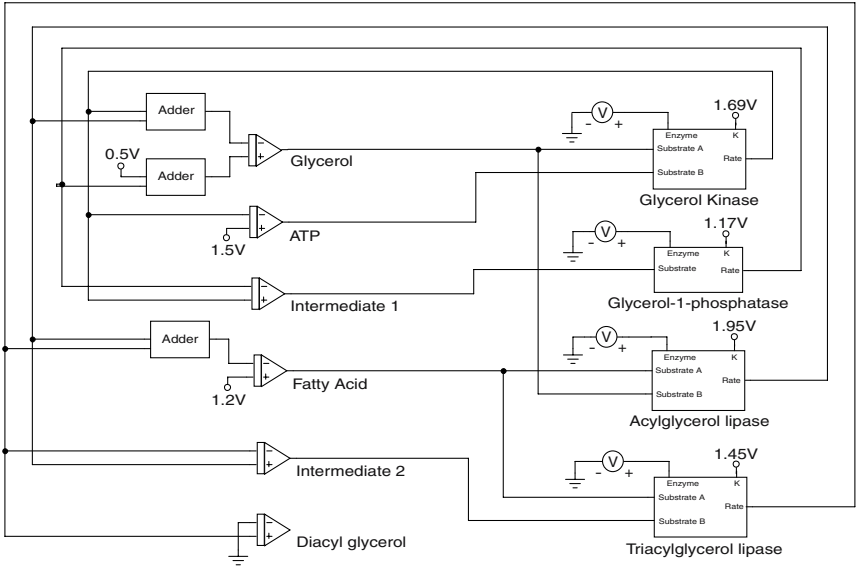 Adder
0.5V
Adder
− +
Glycerol
− +
1.5V
ATP
− +
Intermediate 1
Adder
− +
1.2V
Fatty Acid
− +
Intermediate 2
− +
Diacyl glycerol
V
- +
1.69V
Enzyme K
Substrate A
Rate
Substrate B
Glycerol Kinase
V
- +
1.17V
Enzyme K
Substrate
Rate
Glycerol-1-phosphatase
V
- +
1.95V
Enzyme K
Substrate A
Rate
Substrate B
Acylglycerol lipase
V
- +
1.45V
Enzyme K
Substrate A
Rate
Substrate B
Triacylglycerol lipase